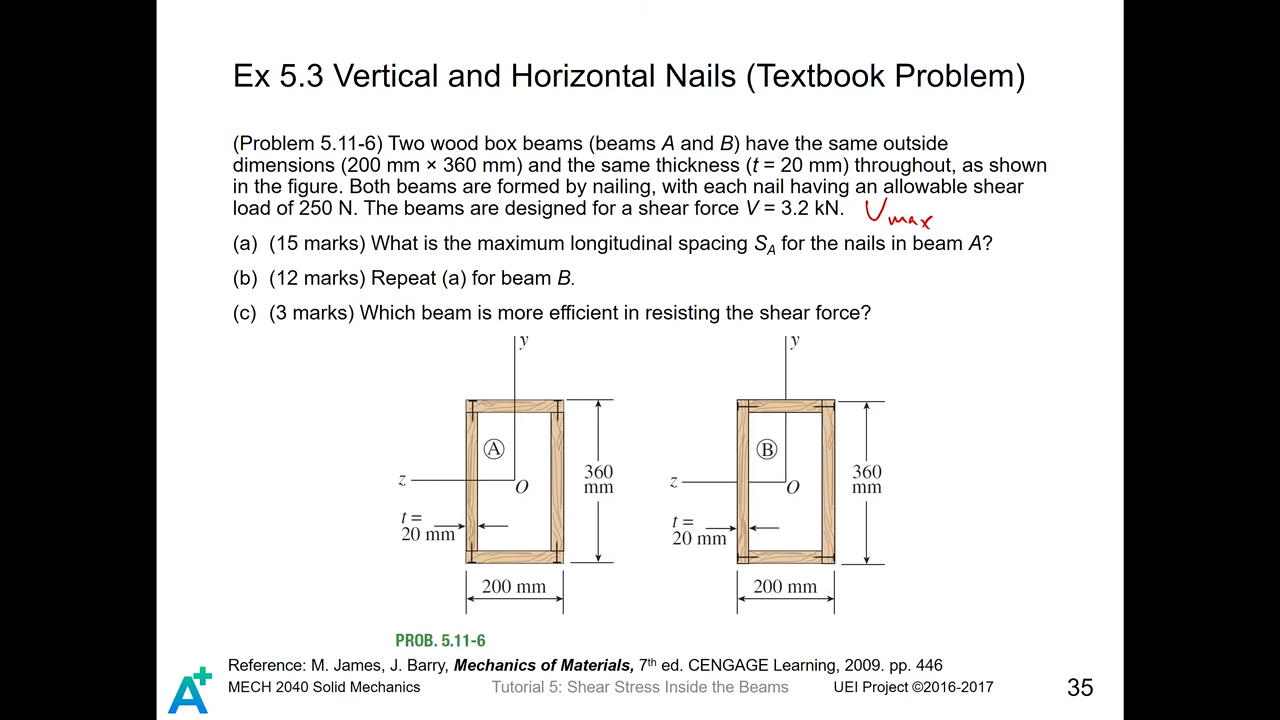 Ex 5.3 Vertical and Horizontal Nails (Textbook Problem)
(Problem 5.11-6) Two wood box beams (beams A and B) have the same outside
dimensions (200 mm × 360 mm) and the same thickness (t = 20 mm) throughout, as shown
in the figure. Both beams are formed by nailing, with each nail having an allowable shear
load of 250 N. The beams are designed for a shear force V = 3.2 kN. Vmax
(a) (15 marks) What is the maximum longitudinal spacing SA for the nails in beam A?
(b) (12 marks) Repeat (a) for beam B.
(c) (3 marks) Which beam is more efficient in resisting the shear force?
y
A
z
O
360
mm
t =
20 mm
200 mm
y
B
z
O
360
mm
t =
20 mm
200 mm
PROB. 5.11-6
Reference: M. James, J. Barry, Mechanics of Materials, 7th ed. CENGAGE Learning, 2009. pp. 446
A+
MECH 2040 Solid Mechanics Tutorial 5: Shear Stress Inside the Beams UEI Project ©2016-2017 35